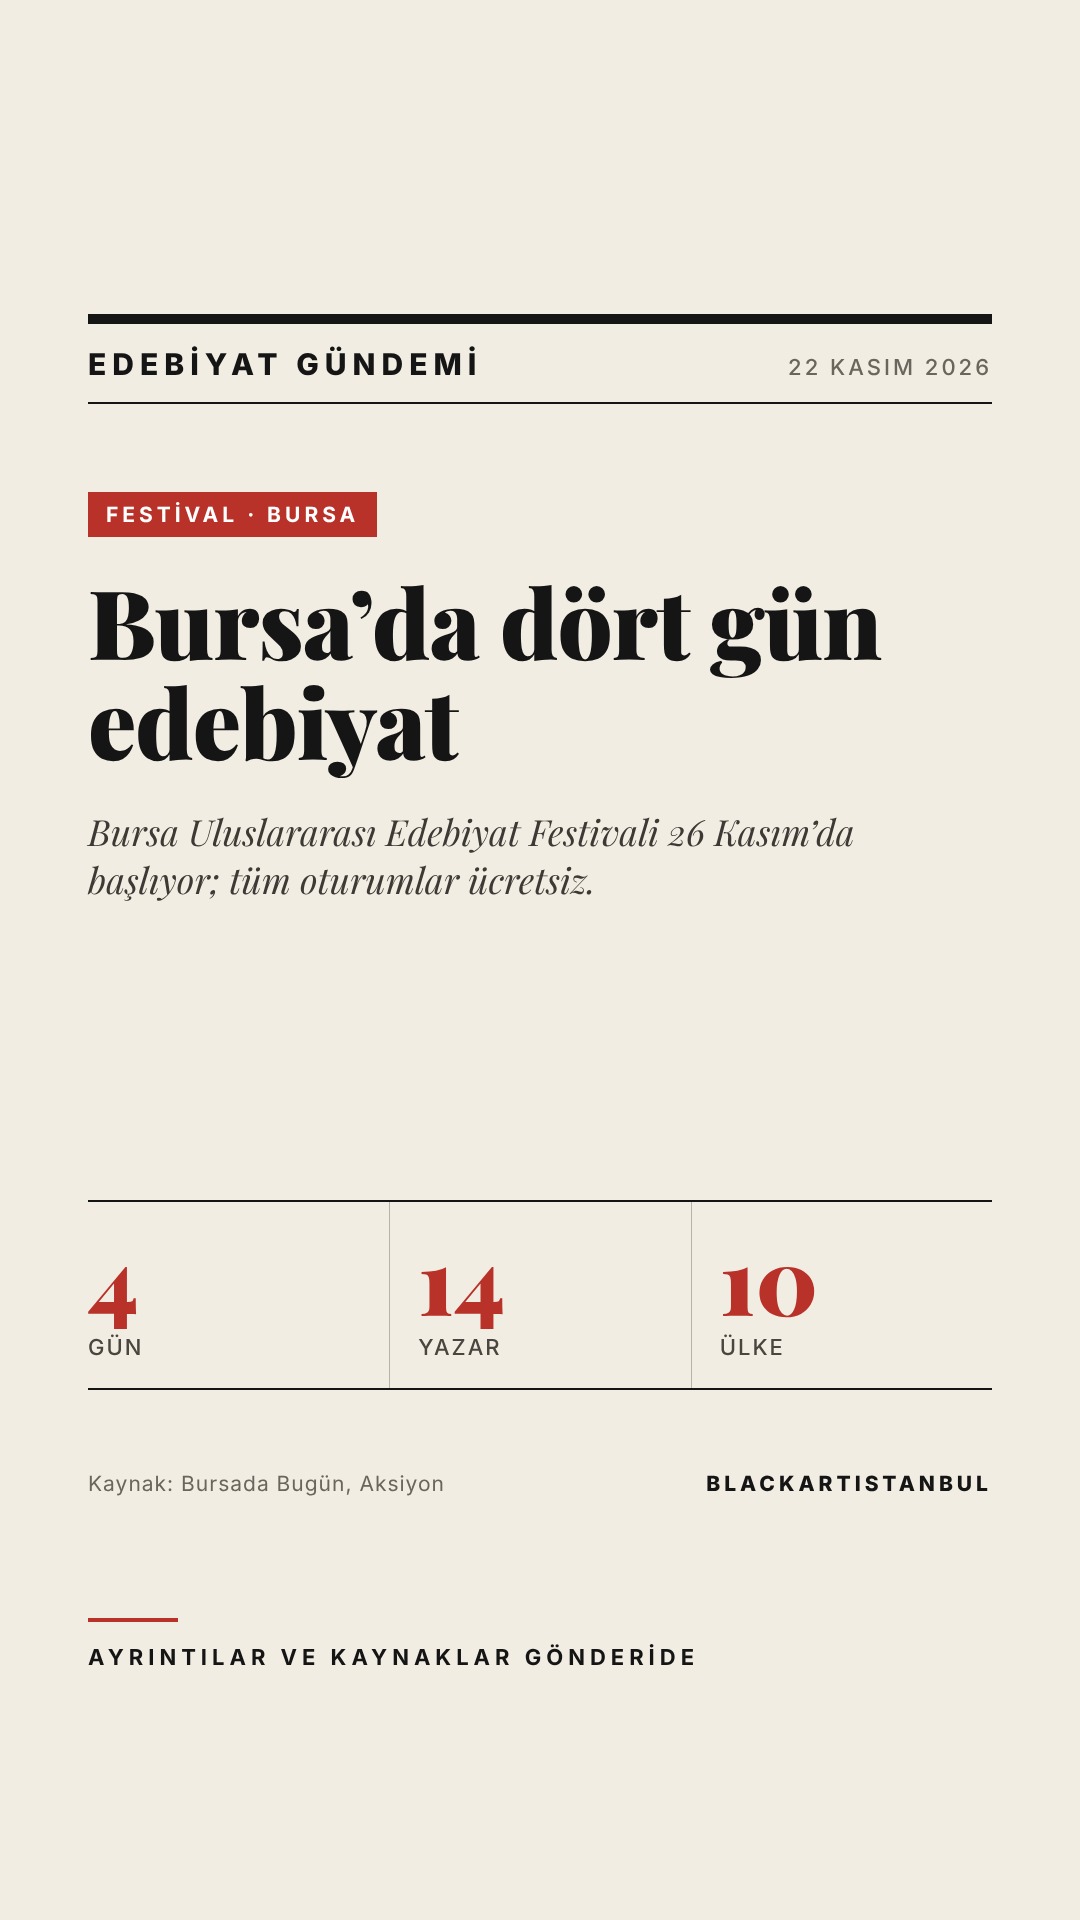 EDEBİYAT GÜNDEMİ
22 KASIM 2026
FESTİVAL · BURSA
Bursa’da dört gün
edebiyat
Bursa Uluslararası Edebiyat Festivali 26 Kasım’da
başlıyor; tüm oturumlar ücretsiz.
4
GÜN
14
YAZAR
10
ÜLKE
Kaynak: Bursada Bugün, Aksiyon
BLACKARTISTANBUL
AYRINTILAR VE KAYNAKLAR GÖNDERİDE